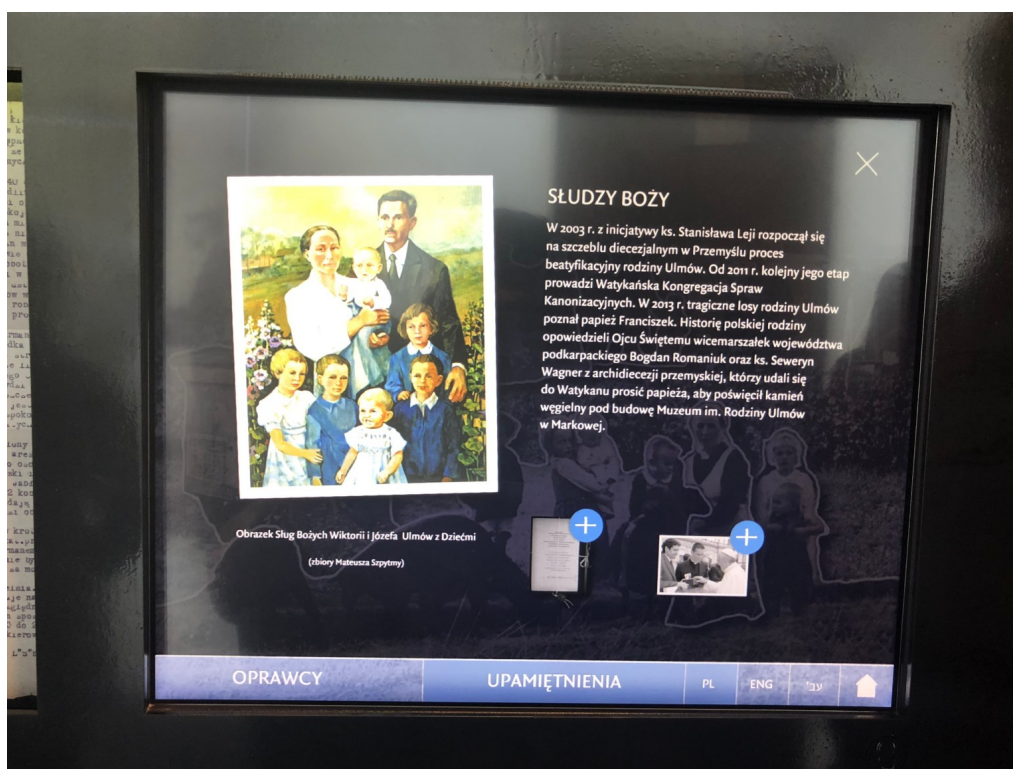 SŁUDZY BOŻY
W 2003 r. z inicjatywy ks. Stanisława Leji rozpoczął się
na szczeblu diecezjalnym w Przemyślu proces
beatyfikacyjny rodziny Ulmów. Od 2011 r. kolejny jego etap
prowadzi Watykańska Kongregacja Spraw
Kanonizacyjnych. W 2013 r. tragiczne losy rodziny Ulmów
poznał papież Franciszek. Historię polskiej rodziny
opowiedzieli Ojcu Świętemu wicemarszałek województwa
podkarpackiego Bogdan Romaniuk oraz ks. Seweryn
Wagner z archidiecezji przemyskiej, którzy udali się
do Watykanu prosić papieża, aby poświęcił kamień
węgielny pod budowę Muzeum im. Rodziny Ulmów
w Markowej.
Obrazek Sług Bożych Wiktorii i Józefa Ulmów z Dziećmi
(zbiory Mateusza Szpytmy)
OPRAWCY
UPAMIĘTNIENIA
PL
ENG
עבר'